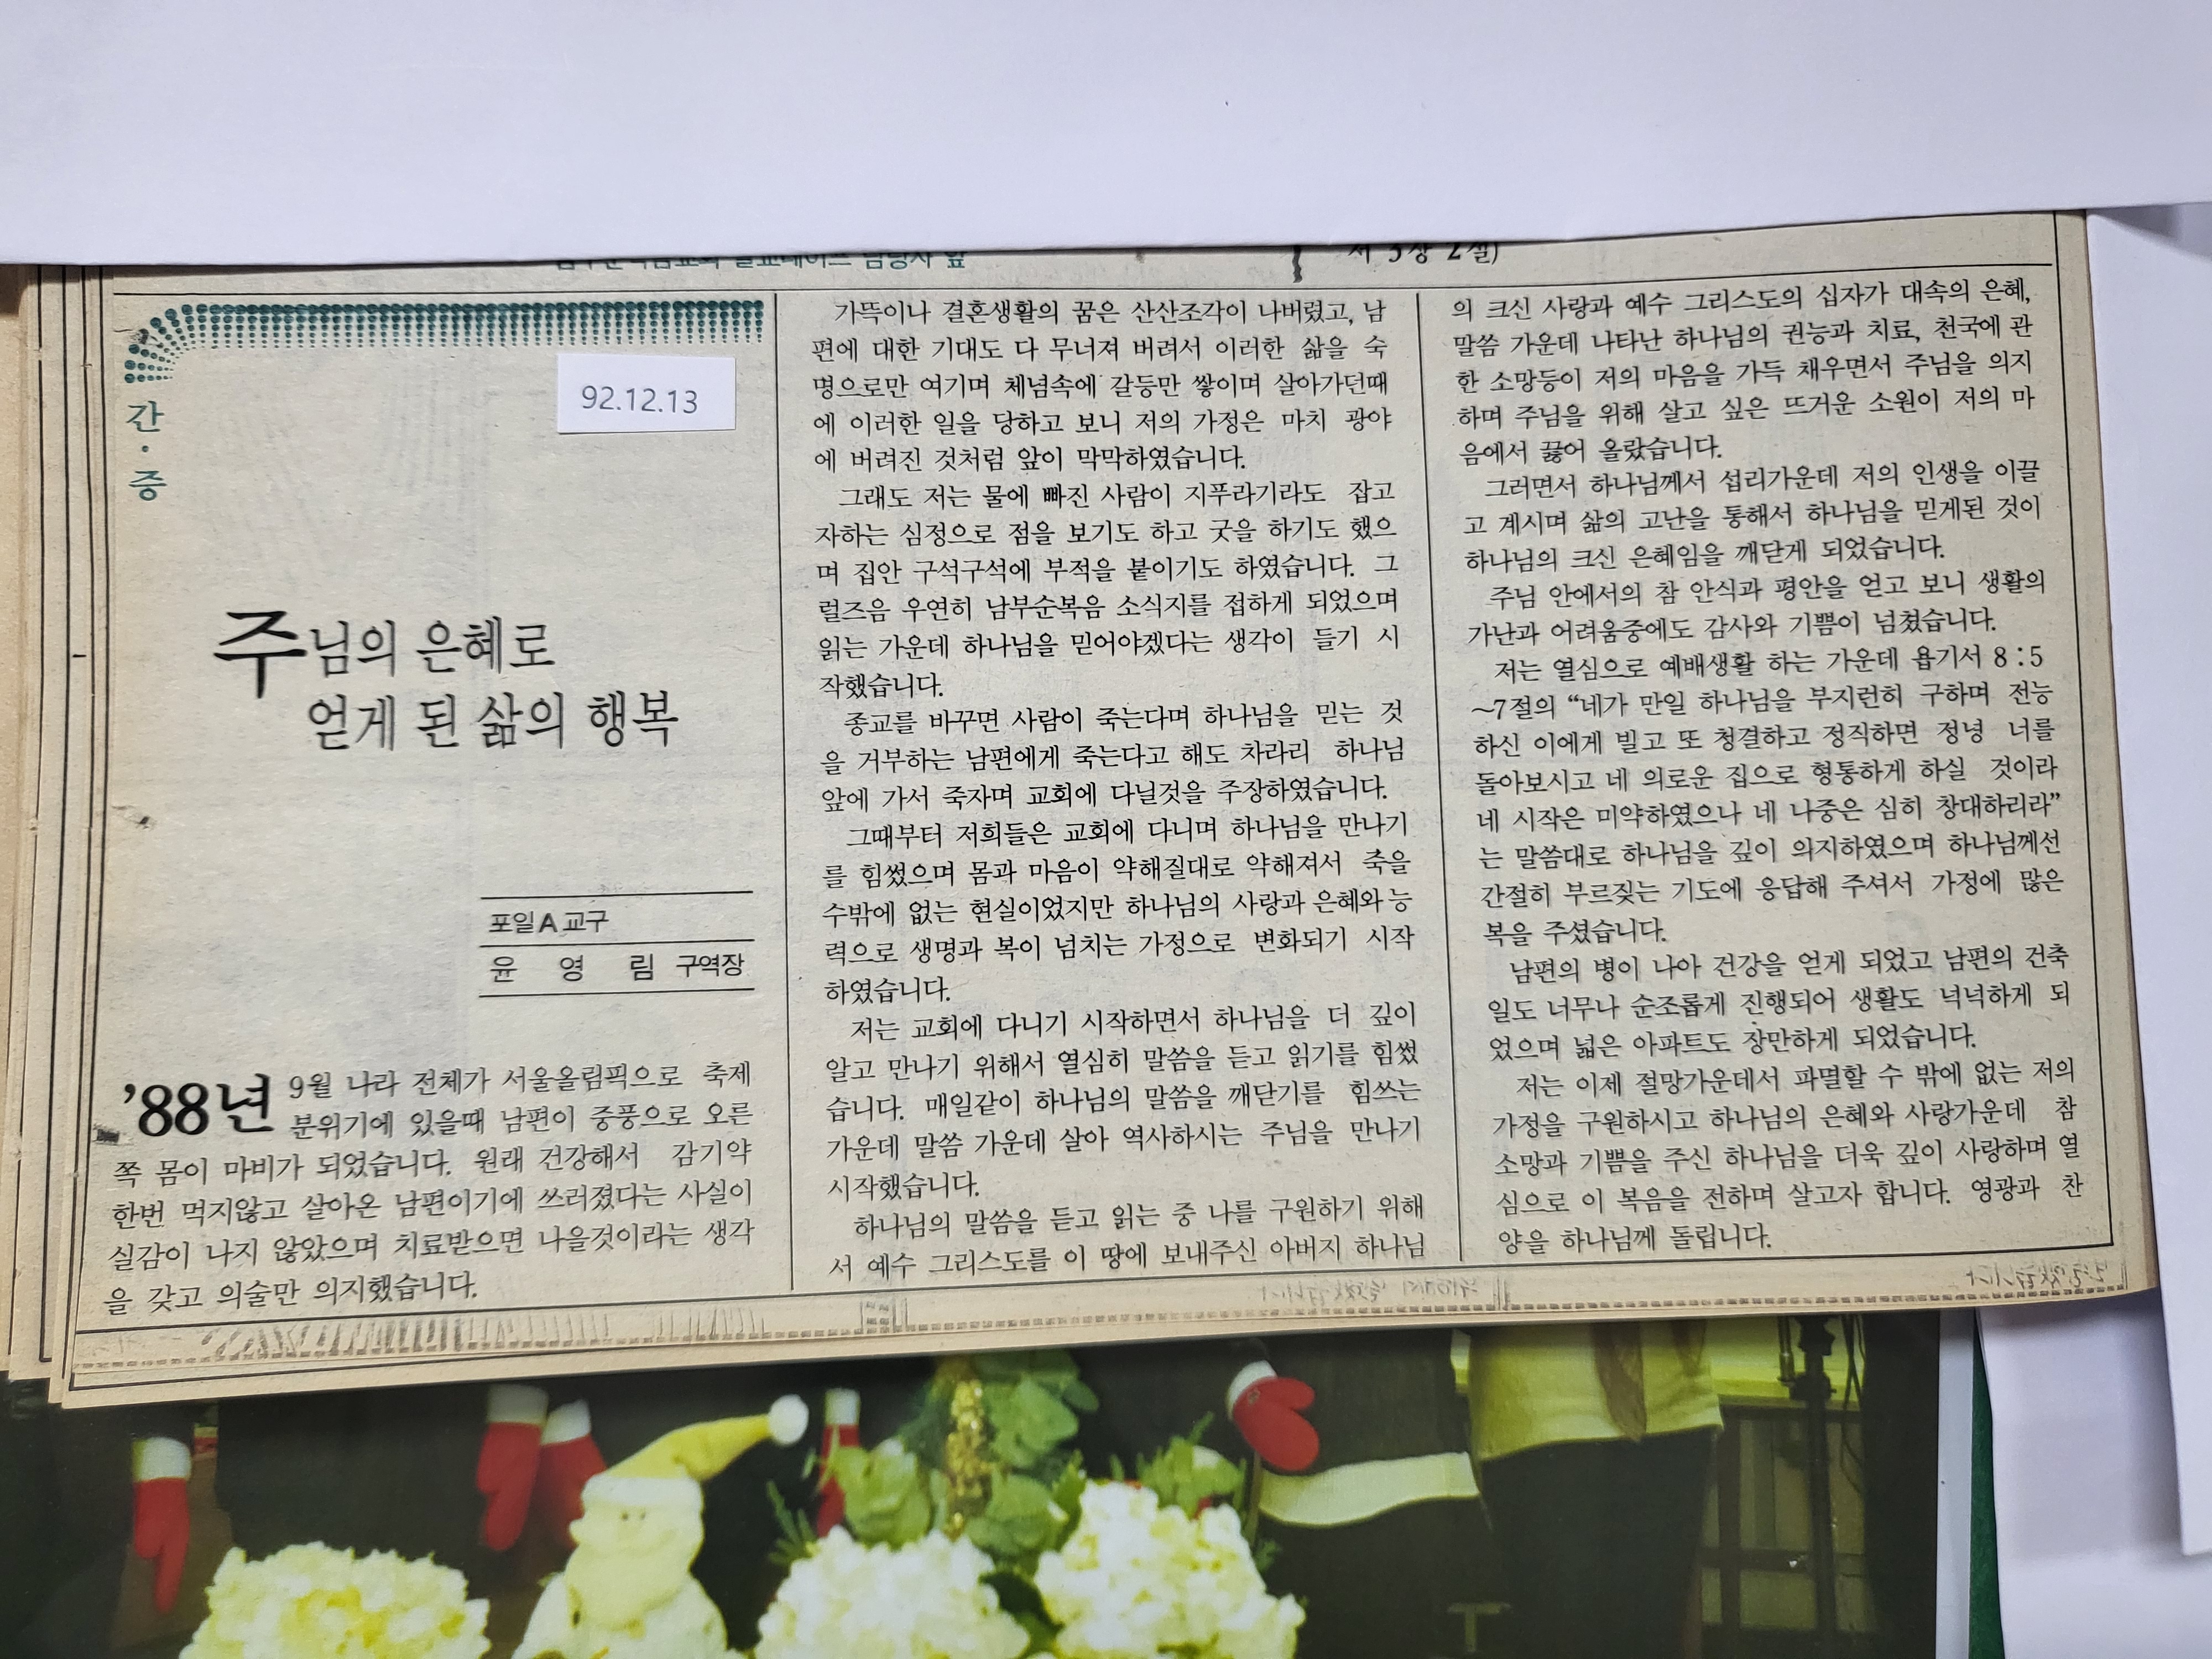 서 3장 2절)
간·증
92.12.13
주님의 은혜로
얻게 된 삶의 행복
포일A교구
윤 영 림 구역장
'88년 9월 나라 전체가 서울올림픽으로 축제
분위기에 있을때 남편이 중풍으로 오른
쪽 몸이 마비가 되었습니다. 원래 건강해서 감기약
한번 먹지않고 살아온 남편이기에 쓰러졌다는 사실이
실감이 나지 않았으며 치료받으면 나을것이라는 생각
을 갖고 의술만 의지했습니다.
가뜩이나 결혼생활의 꿈은 산산조각이 나버렸고, 남
편에 대한 기대도 다 무너져 버려서 이러한 삶을 숙
명으로만 여기며 체념속에 갈등만 쌓이며 살아가던때
에 이러한 일을 당하고 보니 저의 가정은 마치 광야
에 버려진 것처럼 앞이 막막하였습니다.
그래도 저는 물에 빠진 사람이 지푸라기라도 잡고
자하는 심정으로 점을 보기도 하고 굿을 하기도 했으
며 집안 구석구석에 부적을 붙이기도 하였습니다. 그
럴즈음 우연히 남부순복음 소식지를 접하게 되었으며
읽는 가운데 하나님을 믿어야겠다는 생각이 들기 시
작했습니다.
종교를 바꾸면 사람이 죽는다며 하나님을 믿는 것
을 거부하는 남편에게 죽는다고 해도 차라리 하나님
앞에 가서 죽자며 교회에 다닐것을 주장하였습니다.
그때부터 저희들은 교회에 다니며 하나님을 만나기
를 힘썼으며 몸과 마음이 약해질대로 약해져서 죽을
수밖에 없는 현실이었지만 하나님의 사랑과 은혜와 능
력으로 생명과 복이 넘치는 가정으로 변화되기 시작
하였습니다.
저는 교회에 다니기 시작하면서 하나님을 더 깊이
알고 만나기 위해서 열심히 말씀을 듣고 읽기를 힘썼
습니다. 매일같이 하나님의 말씀을 깨닫기를 힘쓰는
가운데 말씀 가운데 살아 역사하시는 주님을 만나기
시작했습니다.
하나님의 말씀을 듣고 읽는 중 나를 구원하기 위해
서 예수 그리스도를 이 땅에 보내주신 아버지 하나님
의 크신 사랑과 예수 그리스도의 십자가 대속의 은혜,
말씀 가운데 나타난 하나님의 권능과 치료, 천국에 관
한 소망등이 저의 마음을 가득 채우면서 주님을 의지
하며 주님을 위해 살고 싶은 뜨거운 소원이 저의 마
음에서 끓어 올랐습니다.
그러면서 하나님께서 섭리가운데 저의 인생을 이끌
고 계시며 삶의 고난을 통해서 하나님을 믿게된 것이
하나님의 크신 은혜임을 깨닫게 되었습니다.
주님 안에서의 참 안식과 평안을 얻고 보니 생활의
가난과 어려움중에도 감사와 기쁨이 넘쳤습니다.
저는 열심으로 예배생활 하는 가운데 욥기서 8:5
~7절의 “네가 만일 하나님을 부지런히 구하며 전능
하신 이에게 빌고 또 청결하고 정직하면 정녕 너를
돌아보시고 네 의로운 집으로 형통하게 하실 것이라
네 시작은 미약하였으나 네 나중은 심히 창대하리라”
는 말씀대로 하나님을 깊이 의지하였으며 하나님께선
간절히 부르짖는 기도에 응답해 주셔서 가정에 많은
복을 주셨습니다.
남편의 병이 나아 건강을 얻게 되었고 남편의 건축
일도 너무나 순조롭게 진행되어 생활도 넉넉하게 되
었으며 넓은 아파트도 장만하게 되었습니다.
저는 이제 절망가운데서 파멸할 수 밖에 없는 저의
가정을 구원하시고 하나님의 은혜와 사랑가운데 참
소망과 기쁨을 주신 하나님을 더욱 깊이 사랑하며 열
심으로 이 복음을 전하며 살고자 합니다. 영광과 찬
양을 하나님께 돌립니다.